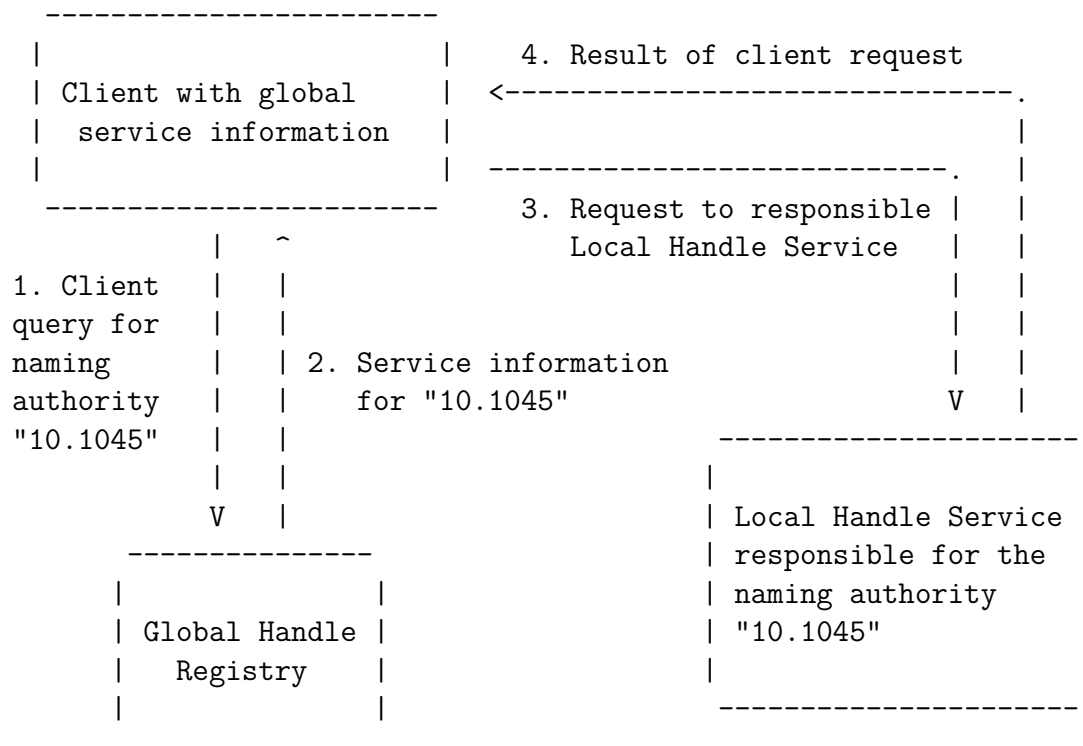 4. Result of client request
Client with global
service information
3. Request to responsible
Local Handle Service
1. Client
query for
naming
authority
"10.1045"
2. Service information
for "10.1045"
V
V
Local Handle Service
responsible for the
naming authority
"10.1045"
Global Handle
Registry